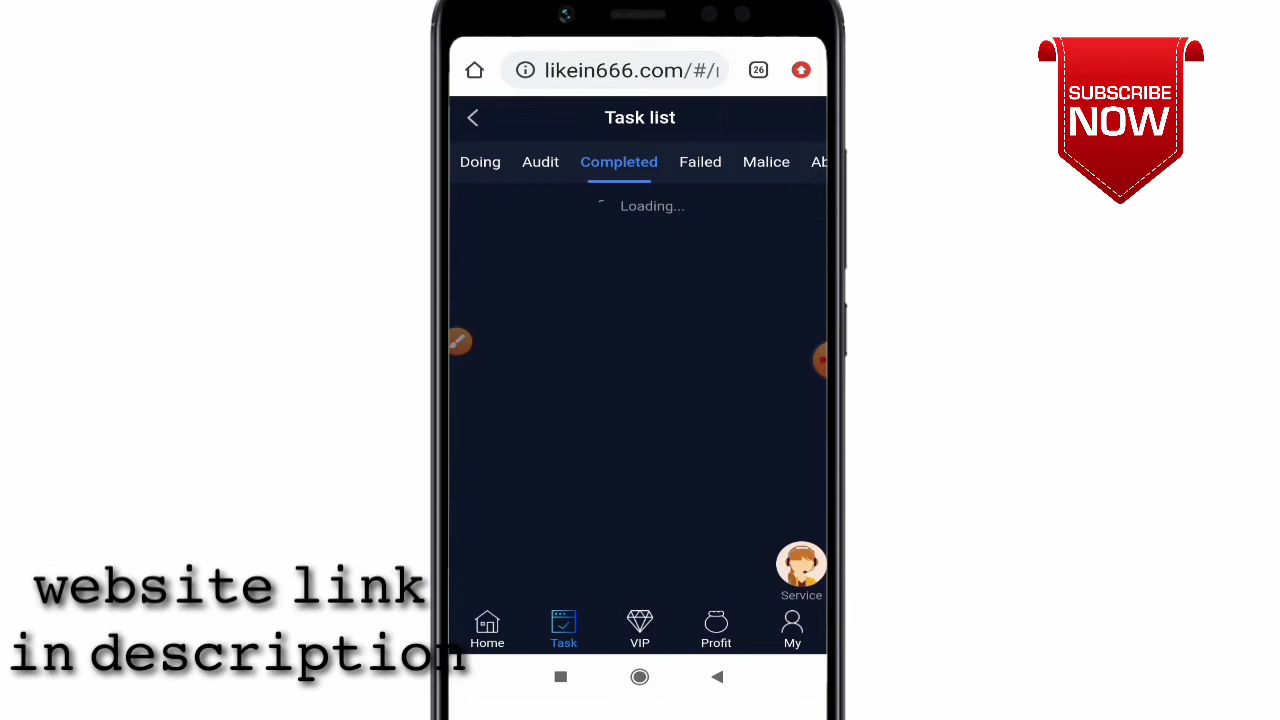 likein666.com/#/
26
Task list
Doing Audit Completed Failed Malice Ab
Loading...
Service
Home Task VIP Profit My
SUBSCRIBE
NOW
website link
in description